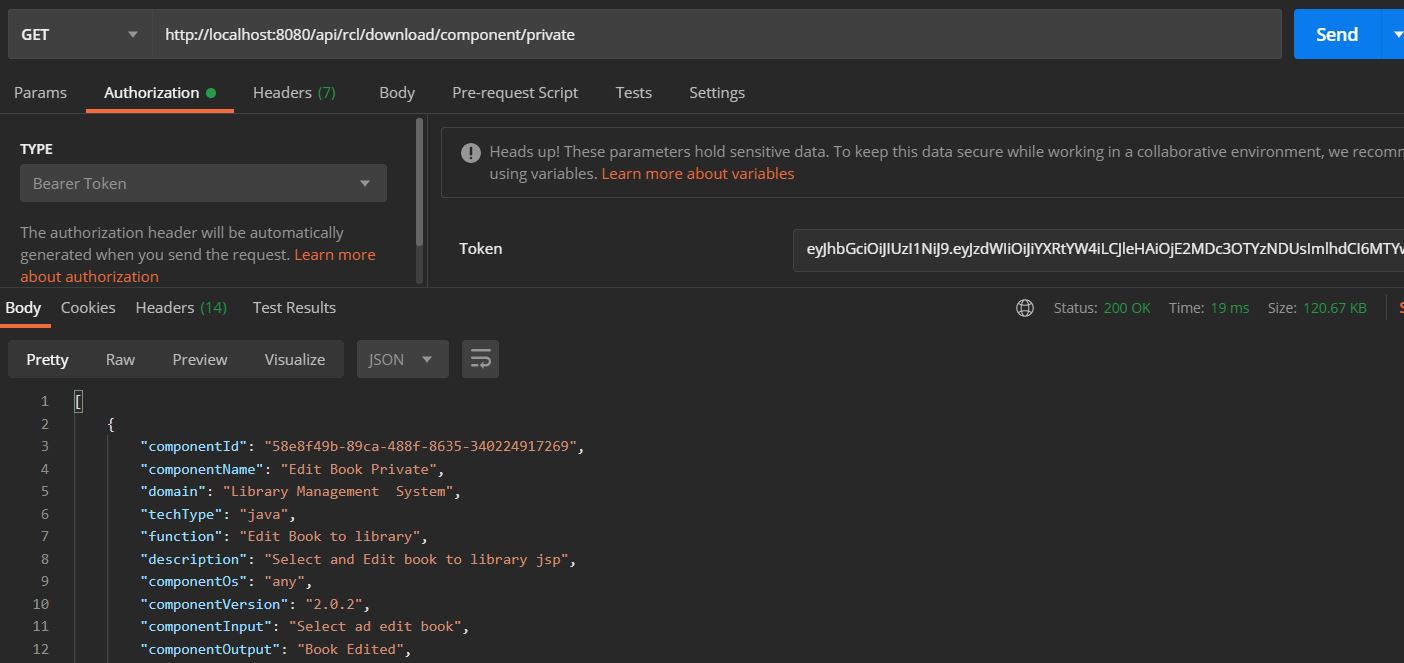 GET http://localhost:8080/api/rcl/download/component/private Send
Params Authorization Headers (7) Body Pre-request Script Tests Settings
TYPE
Bearer Token
The authorization header will be automatically
generated when you send the request. Learn more
about authorization
Heads up! These parameters hold sensitive data. To keep this data secure while working in a collaborative environment, we recomm
using variables. Learn more about variables
Token eyJhbGciOiJIUzI1NiJ9.eyJzdWIiOiJiYXRtYW4iLCJleHAiOjE2MDc3OTYzNDUsImlhdCI6MTYw
Body Cookies Headers (14) Test Results Status: 200 OK Time: 19 ms Size: 120.67 KB S
Pretty Raw Preview Visualize JSON
1 [
2 {
3 "componentId": "58e8f49b-89ca-488f-8635-340224917269",
4 "componentName": "Edit Book Private",
5 "domain": "Library Management  System",
6 "techType": "java",
7 "function": "Edit Book to library",
8 "description": "Select and Edit book to library jsp",
9 "componentOs": "any",
10 "componentVersion": "2.0.2",
11 "componentInput": "Select ad edit book",
12 "componentOutput": "Book Edited",